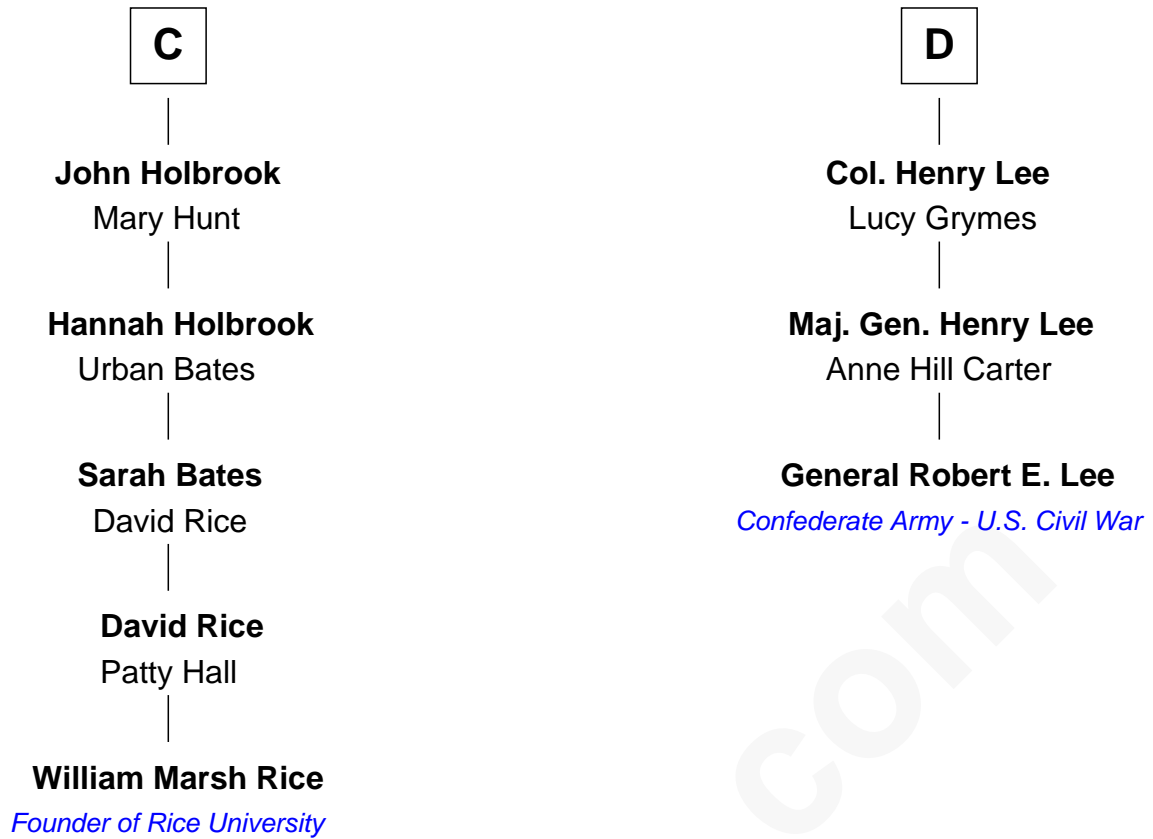 C
John Holbrook
Mary Hunt
Hannah Holbrook
Urban Bates
Sarah Bates
David Rice
David Rice
Patty Hall
William Marsh Rice
Founder of Rice University
D
Col. Henry Lee
Lucy Grymes
Maj. Gen. Henry Lee
Anne Hill Carter
General Robert E. Lee
Confederate Army - U.S. Civil War
com